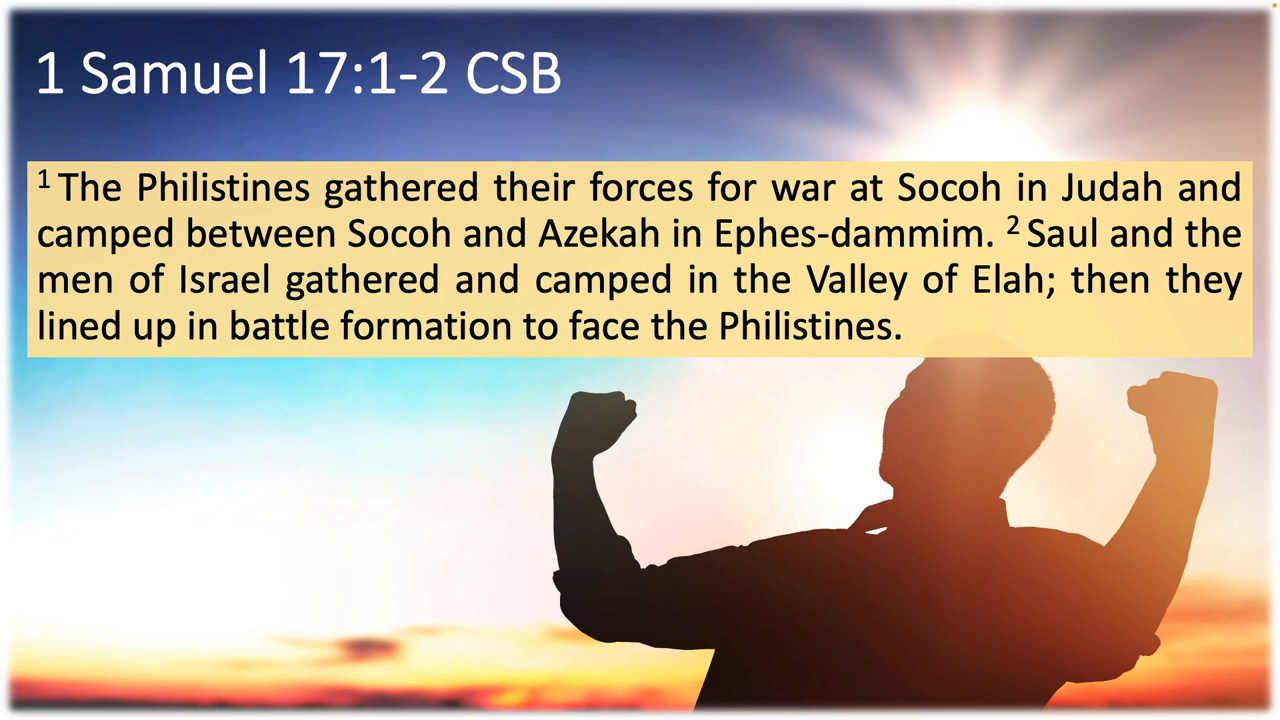 1 Samuel 17:1-2 CSB
1 The Philistines gathered their forces for war at Socoh in Judah and
camped between Socoh and Azekah in Ephes-dammim. 2 Saul and the
men of Israel gathered and camped in the Valley of Elah; then they
lined up in battle formation to face the Philistines.